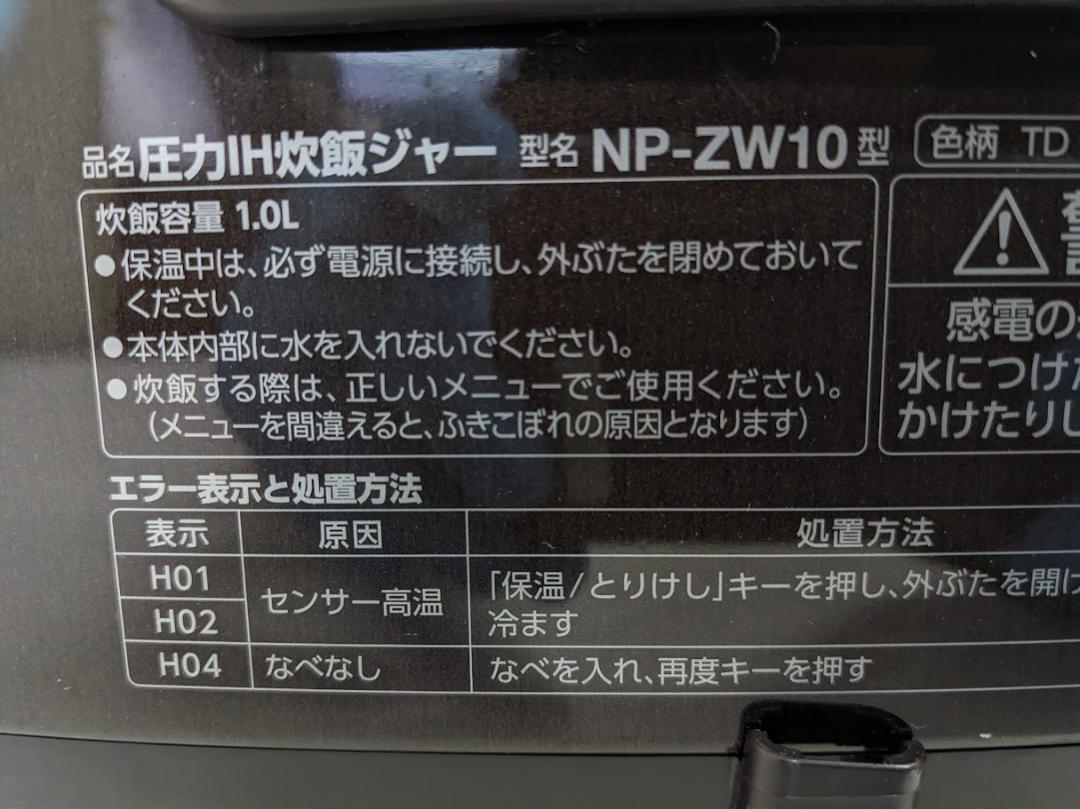 品名 圧力IH炊飯ジャー 型名 NP-ZW10型 色柄 TD
炊飯容量 1.0L
●保温中は、必ず電源に接続し、外ぶたを閉めておいて
ください。
●本体内部に水を入れないでください。
●炊飯する際は、正しいメニューでご使用ください。
(メニューを間違えると、ふきこぼれの原因となります)
感電の
水につけ
かけたりし
エラー表示と処置方法
表示 原因 処置方法
H01 センサー高温 「保温/とりけし」キーを押し、外ぶたを開け
H02 冷ます
H04 なべなし なべを入れ、再度キーを押す